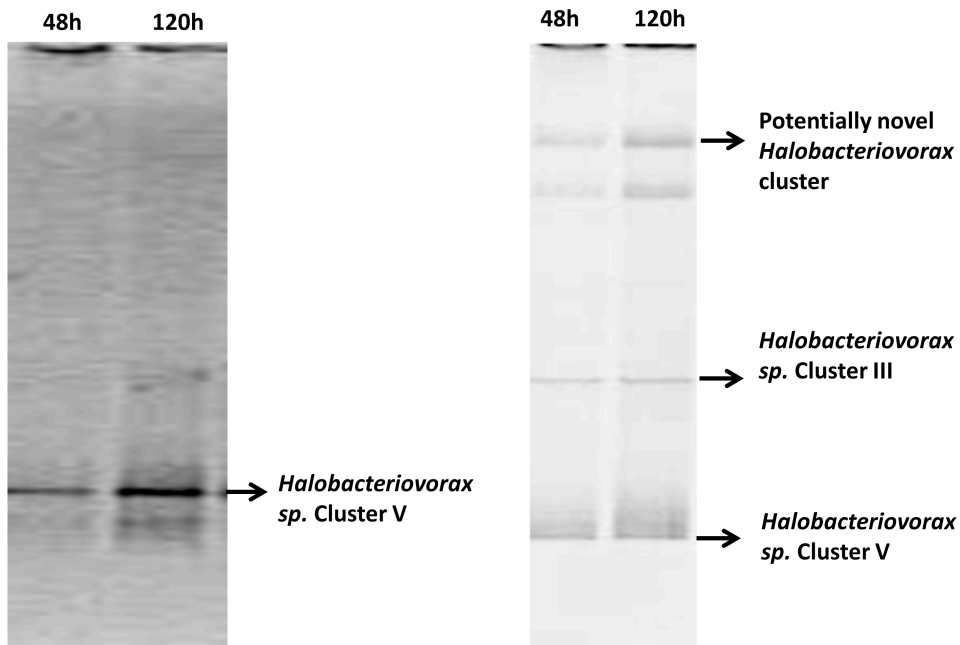 48h 120h
Halobacteriovorax
sp. Cluster V
48h 120h
Potentially novel
Halobacteriovorax
cluster
Halobacteriovorax
sp. Cluster III
Halobacteriovorax
sp. Cluster V